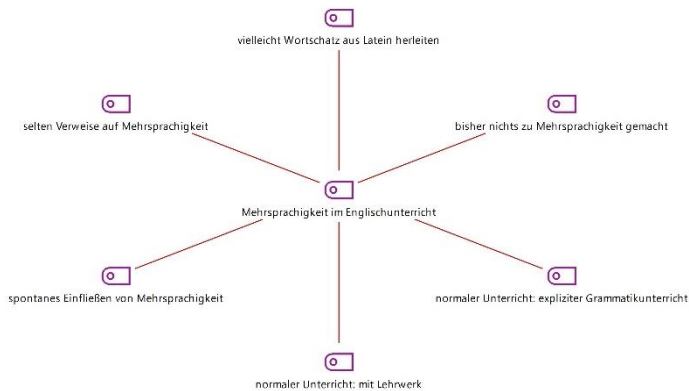 vielleicht Wortschatz aus Latein herleiten
selten Verweise auf Mehrsprachigkeit
bisher nichts zu Mehrsprachigkeit gemacht
Mehrsprachigkeit im Englischunterricht
spontanes Einfließen von Mehrsprachigkeit
normaler Unterricht: expliziter Grammatikunterricht
normaler Unterricht: mit Lehrwerk